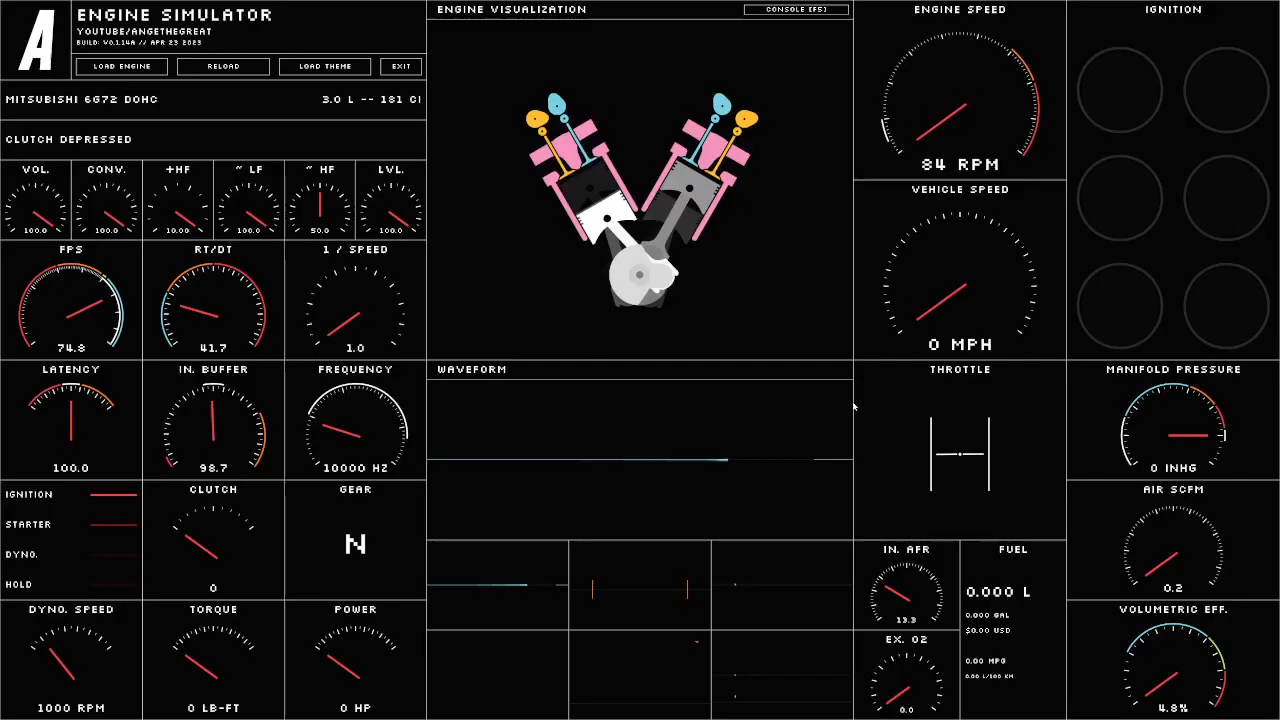 A
ENGINE SIMULATOR
YOUTUBE/ANGETHEGREAT
BUILD: V0.1.14A // APR 23 2023
LOAD ENGINE
RELOAD
LOAD THEME
EXIT
MITSUBISHI 6G72 DOHC
3.0 L -- 181 CI
CLUTCH DEPRESSED
VOL.
CONV.
+HF
~ LF
~ HF
LVL.
100.0
100.0
10.00
100.0
50.0
100.0
FPS
RT/DT
1 / SPEED
74.8
41.7
1.0
LATENCY
IN. BUFFER
FREQUENCY
100.0
98.7
10000 HZ
IGNITION
STARTER
DYNO.
HOLD
CLUTCH
0
GEAR
N
DYNO. SPEED
TORQUE
POWER
1000 RPM
0 LB-FT
0 HP
ENGINE VISUALIZATION
CONSOLE [F5]
WAVEFORM
ENGINE SPEED
84 RPM
VEHICLE SPEED
0 MPH
THROTTLE
IN. AFR
13.3
EX. O2
0.0
FUEL
0.000 L
0.000 GAL
$0.00 USD
0.00 MPG
0.00 L/100 KM
IGNITION
MANIFOLD PRESSURE
0 INHG
AIR SCFM
0.2
VOLUMETRIC EFF.
4.8%